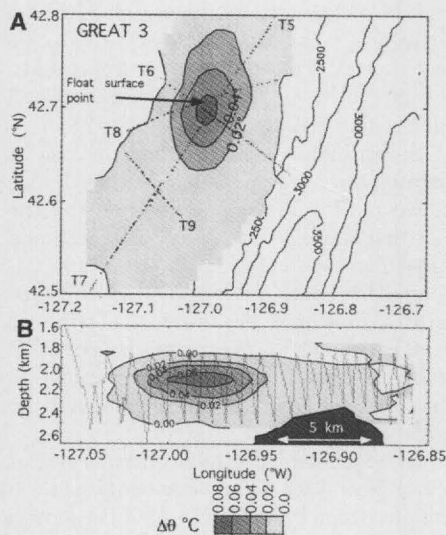 A
GREAT 3
42.8
42.7
42.6
42.5
Latitude (°N)
T5
T6
Float surface
point
T8
T9
T7
0.04°
0.02°
2500
3000
2500
3000
3500
-127.2 -127.1 -127.0 -126.9 -126.8 -126.7
B
1.6
1.8
2.0
2.2
2.4
2.6
Depth (km)
0.00
0.02
0.04
0.02
0.00
5 km
-127.05 -127.00 -126.95 -126.90 -126.85
Longitude (°W)
Δθ °C
0.08
0.06
0.04
0.02
0.0